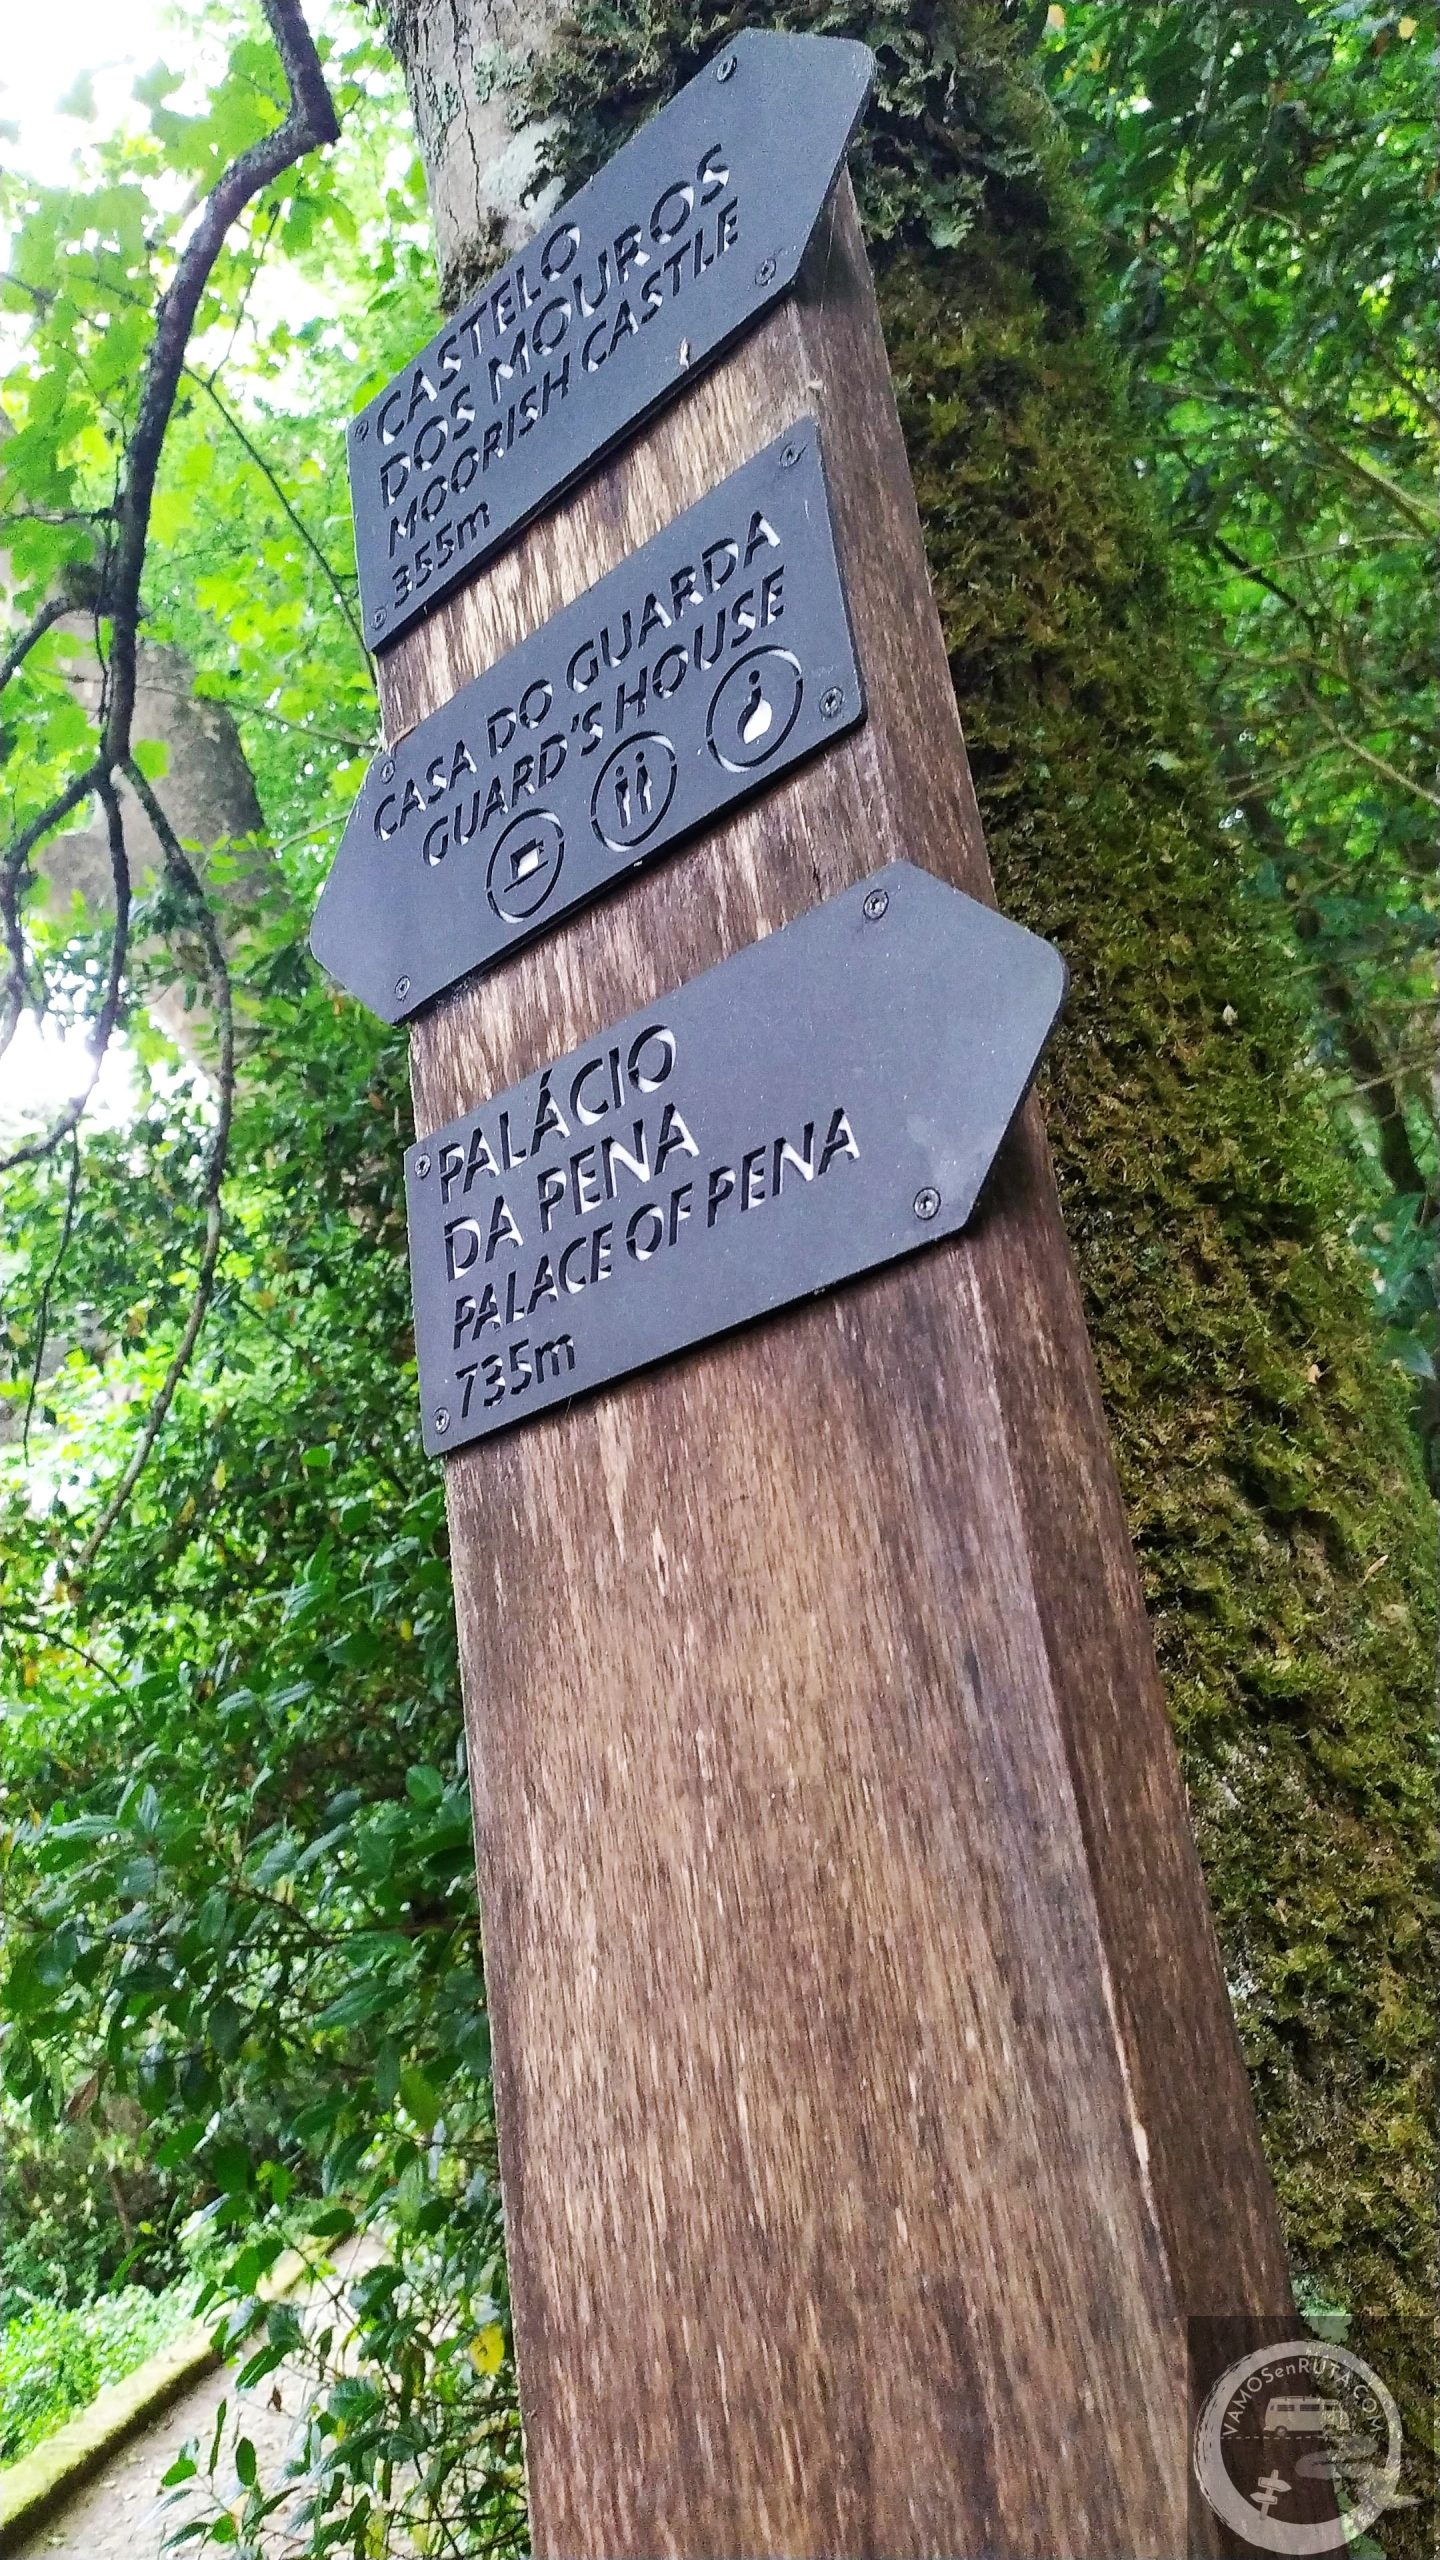 CASTELO
DOS MOUROS
MOORISH CASTLE
355m
CASA DO GUARDA
GUARD'S HOUSE
PALÁCIO
DA PENA
PALACE OF PENA
735m
VAMOSenRUTA.COM